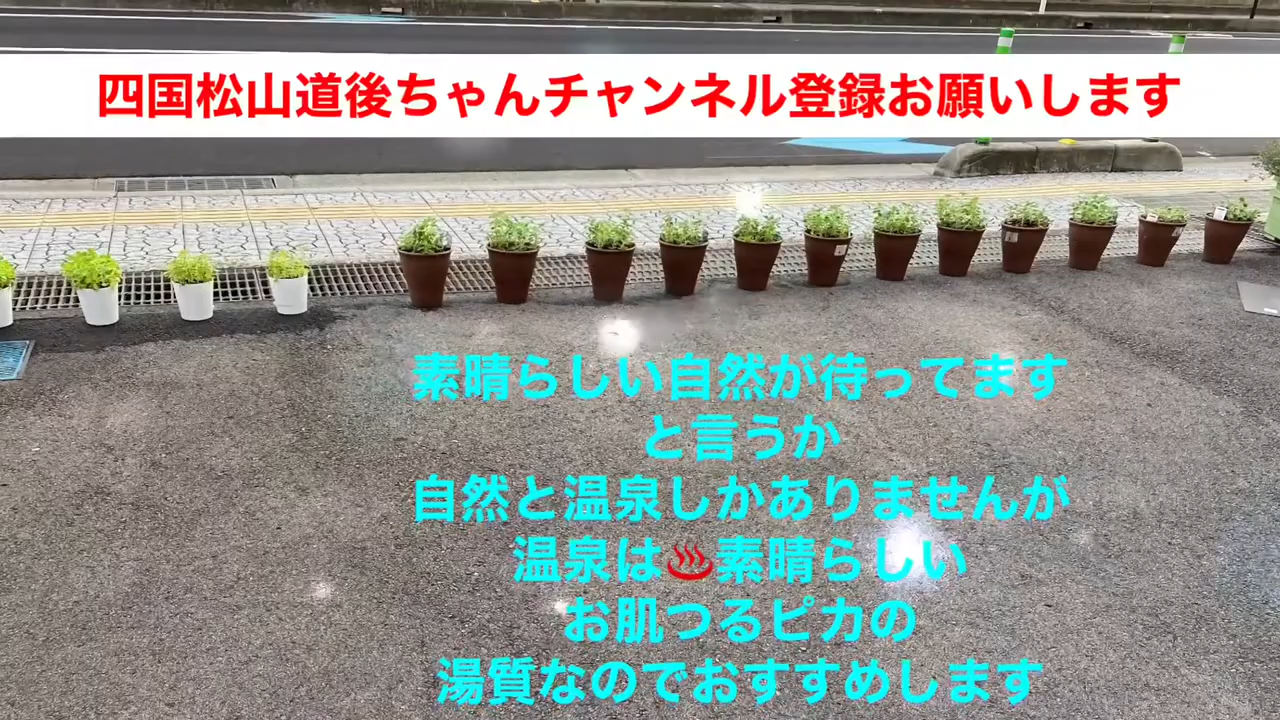 四国松山道後ちゃんチャンネル登録お願いします
素晴らしい自然が待ってます
と言うか
自然と温泉しかありませんが
温泉は♨素晴らしい
お肌つるピカの
湯質なのでおすすめします